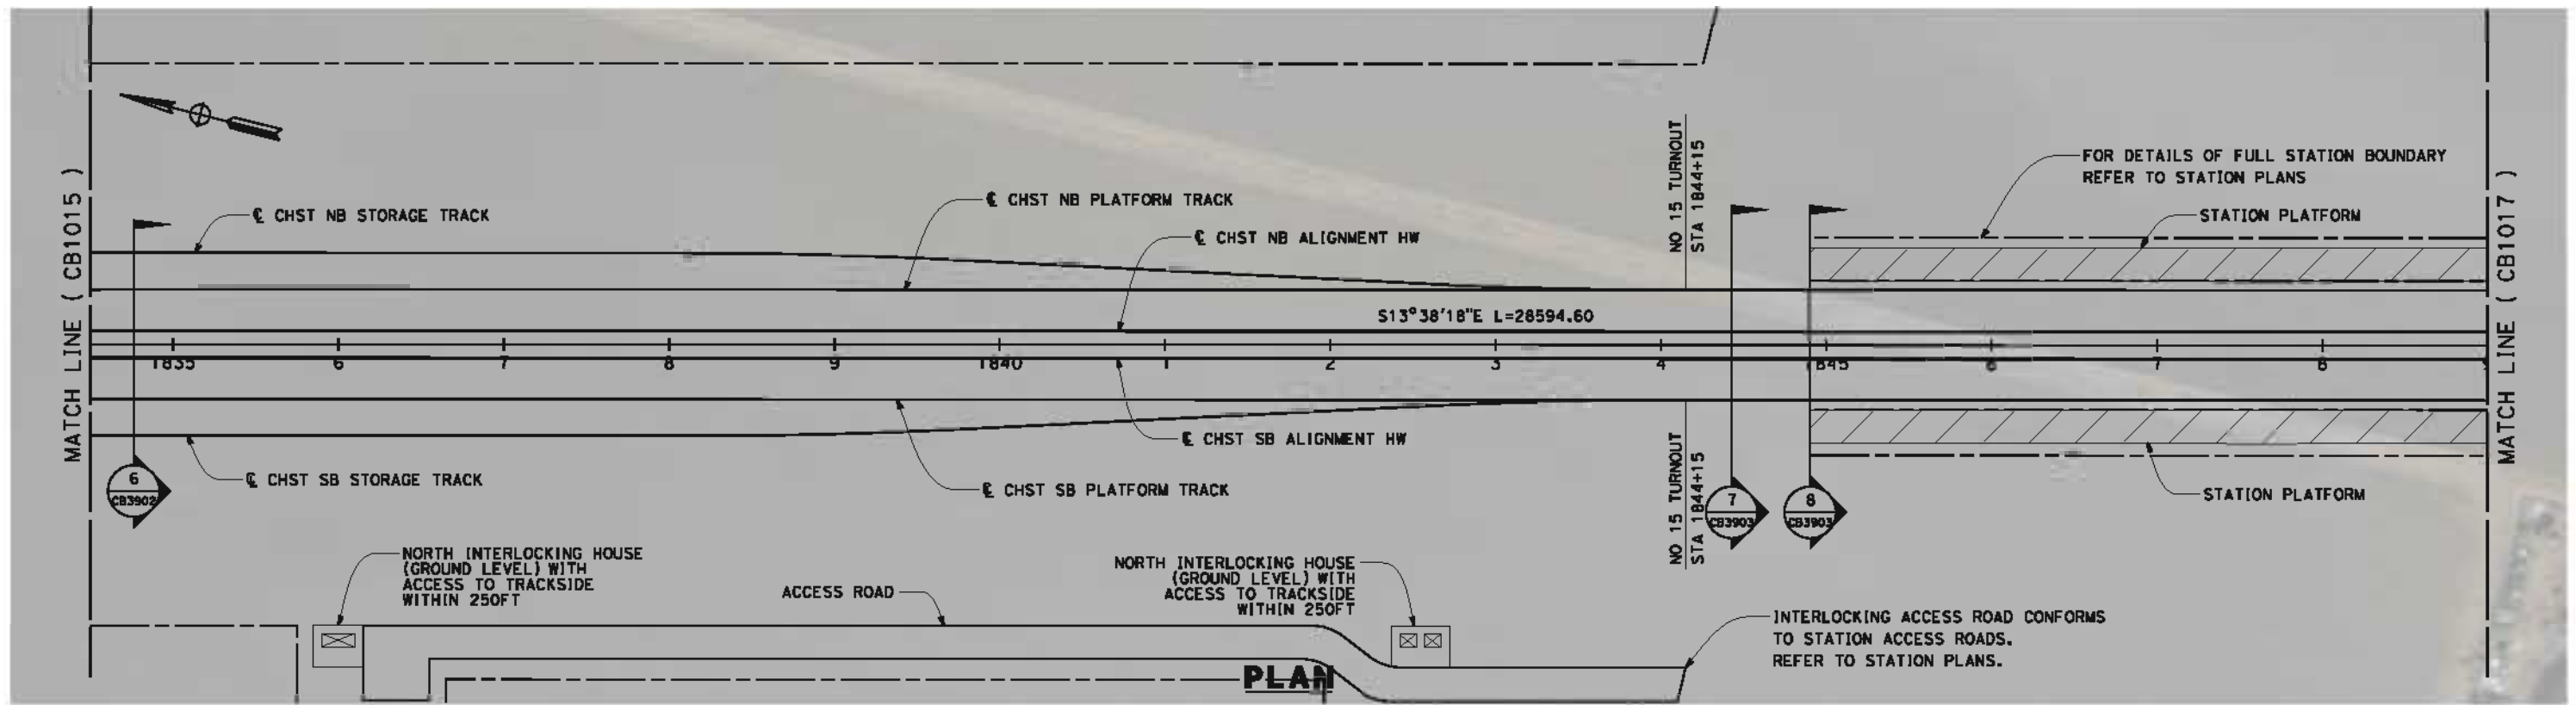 MATCH LINE ( CB1015 )
℄ CHST NB STORAGE TRACK
℄ CHST NB PLATFORM TRACK
℄ CHST NB ALIGNMENT HW
NO 15 TURNOUT
STA 1844+15
FOR DETAILS OF FULL STATION BOUNDARY
REFER TO STATION PLANS
STATION PLATFORM
MATCH LINE ( CB1017 )
S13°38'18"E L=28594.60
1835 6 7 8 9 1840 1 2 3 4 1845 6 7 8
℄ CHST SB STORAGE TRACK
℄ CHST SB PLATFORM TRACK
℄ CHST SB ALIGNMENT HW
NO 15 TURNOUT
STA 1844+15
STATION PLATFORM
6
CB3902
7
CB3903
8
CB3903
NORTH INTERLOCKING HOUSE
(GROUND LEVEL) WITH
ACCESS TO TRACKSIDE
WITHIN 250FT
ACCESS ROAD
NORTH INTERLOCKING HOUSE
(GROUND LEVEL) WITH
ACCESS TO TRACKSIDE
WITHIN 250FT
INTERLOCKING ACCESS ROAD CONFORMS
TO STATION ACCESS ROADS.
REFER TO STATION PLANS.
PLAN